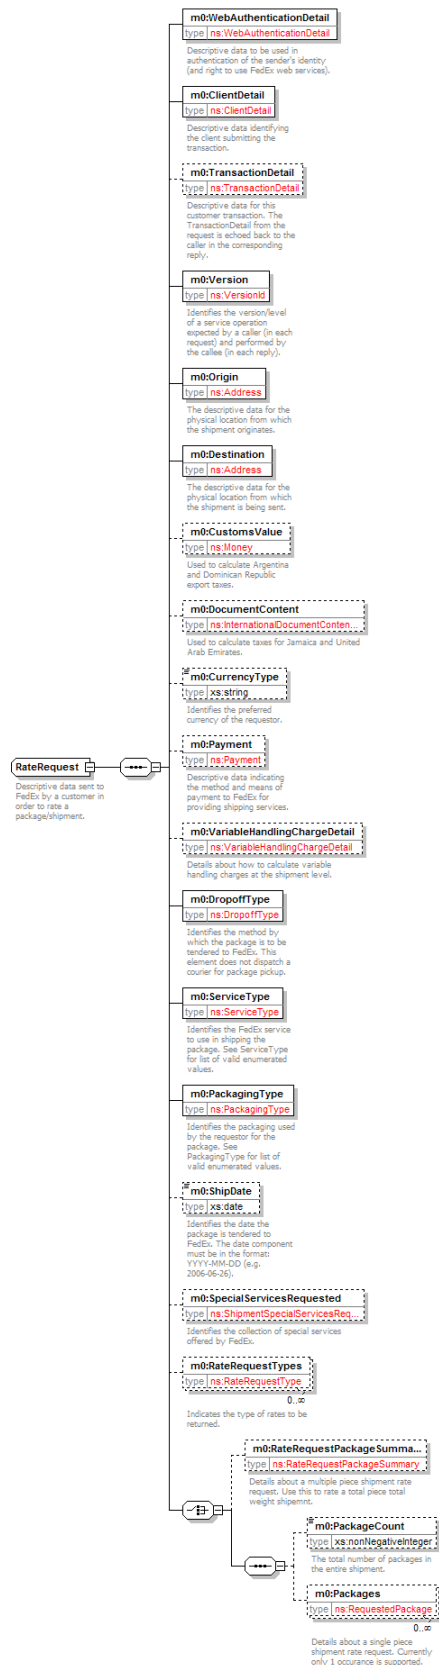 m0:WebAuthenticationDetail
type ns:WebAuthenticationDetail
Descriptive data to be used in
authentication of the sender's identity
(and right to use FedEx web services).
m0:ClientDetail
type ns:ClientDetail
Descriptive data identifying
the client submitting the
transaction.
m0:TransactionDetail
type ns:TransactionDetail
Descriptive data for this
customer transaction. The
TransactionDetail from the
request is echoed back to the
caller in the corresponding
reply.
m0:Version
type ns:VersionId
Identifies the version/level
of a service operation
expected by a caller (in each
request) and performed by
the callee (in each reply).
m0:Origin
type ns:Address
The descriptive data for the
physical location from which
the shipment originates.
m0:Destination
type ns:Address
The descriptive data for the
physical location from which
the shipment is being sent.
m0:CustomsValue
type ns:Money
Used to calculate Argentina
and Dominican Republic
export taxes.
m0:DocumentContent
type ns:InternationalDocumentConten...
Used to calculate taxes for Jamaica and United
Arab Emirates.
m0:CurrencyType
type xs:string
Identifies the preferred
currency of the requestor.
RateRequest
Descriptive data sent to
FedEx by a customer in
order to rate a
package/shipment.
m0:Payment
type ns:Payment
Descriptive data indicating
the method and means of
payment to FedEx for
providing shipping services.
m0:VariableHandlingChargeDetail
type ns:VariableHandlingChargeDetail
Details about how to calculate variable
handling charges at the shipment level.
m0:DropoffType
type ns:DropoffType
Identifies the method by
which the package is to be
tendered to FedEx. This
element does not dispatch a
courier for package pickup.
m0:ServiceType
type ns:ServiceType
Identifies the FedEx service
to use in shipping the
package. See ServiceType
for list of valid enumerated
values.
m0:PackagingType
type ns:PackagingType
Identifies the packaging used
by the requestor for the
package. See
PackagingType for list of
valid enumerated values.
m0:ShipDate
type xs:date
Identifies the date the
package is tendered to
FedEx. The date component
must be in the format:
YYYY-MM-DD (e.g.
2006-06-26).
m0:SpecialServicesRequested
type ns:ShipmentSpecialServicesReq...
Identifies the collection of special services
offered by FedEx.
m0:RateRequestTypes
type ns:RateRequestType
0..∞
Indicates the type of rates to be
returned.
m0:RateRequestPackageSumma...
type ns:RateRequestPackageSummary
Details about a multiple piece shipment rate
request. Use this to rate a total piece total
weight shipemnt.
m0:PackageCount
type xs:nonNegativeInteger
The total number of packages in
the entire shipment.
m0:Packages
type ns:RequestedPackage
0..∞
Details about a single piece
shipment rate request. Currently
only 1 occurance is supported.